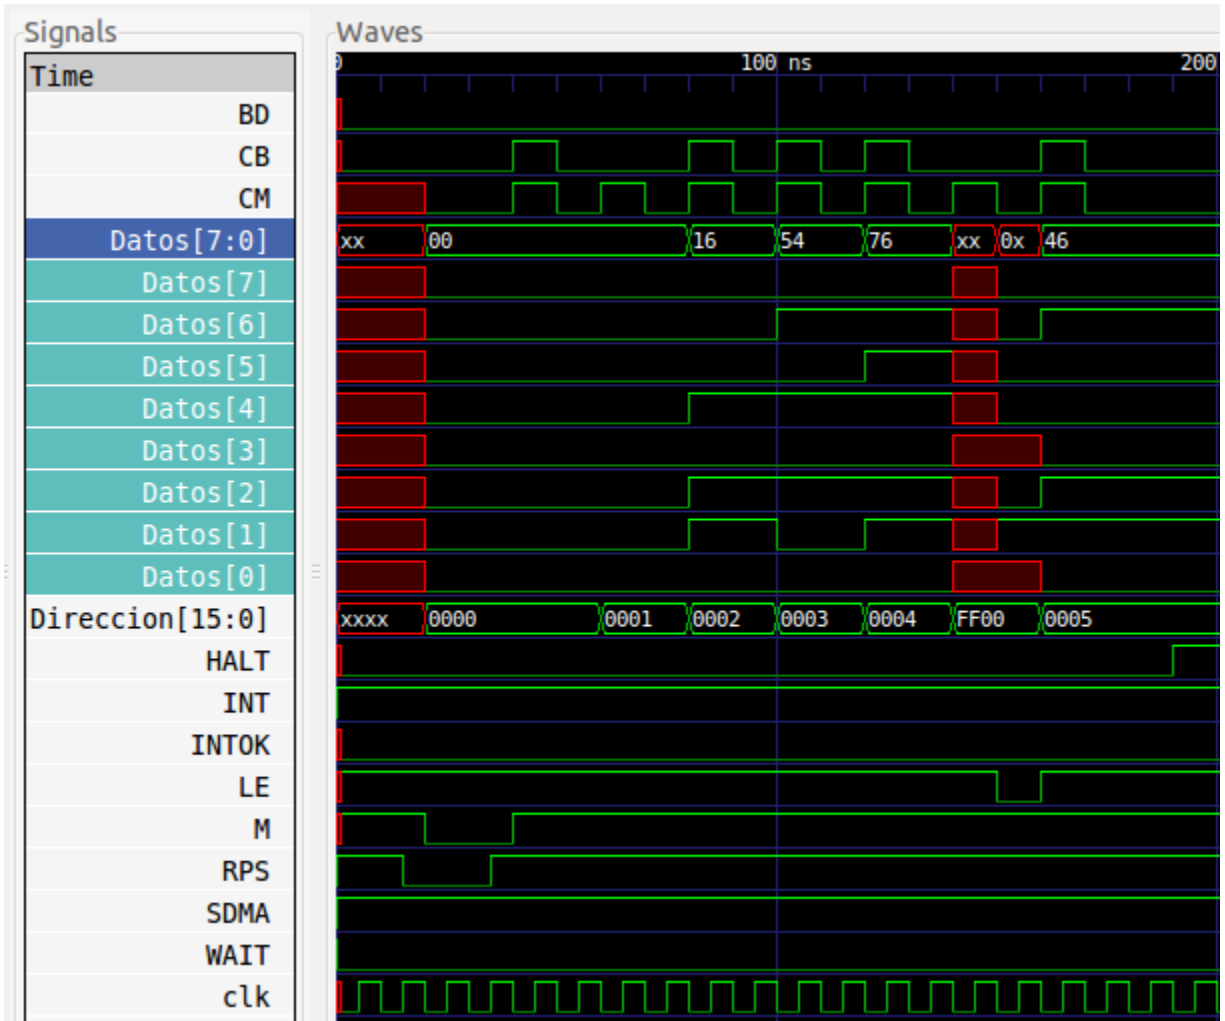 Signals
Waves
Time
0
100 ns
200
BD
CB
CM
Datos[7:0]
xx 00 16 54 76 xx 0x 46
Datos[7]
Datos[6]
Datos[5]
Datos[4]
Datos[3]
Datos[2]
Datos[1]
Datos[0]
Direccion[15:0]
xxxx 0000 0001 0002 0003 0004 FF00 0005
HALT
INT
INTOK
LE
M
RPS
SDMA
WAIT
clk